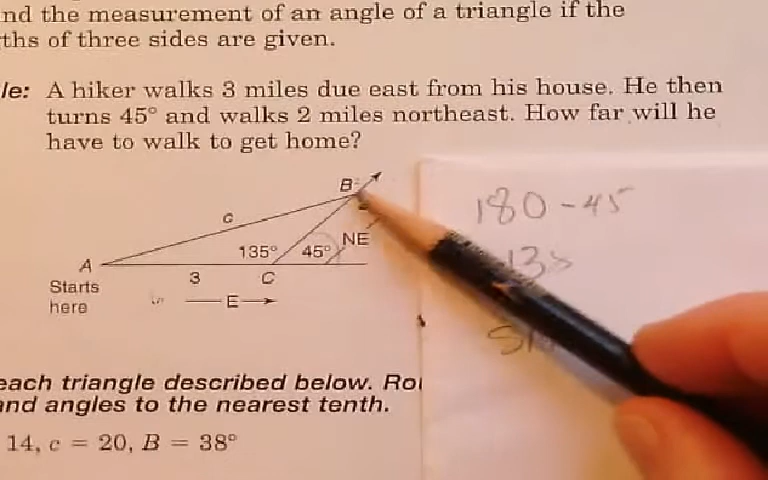 nd the measurement of an angle of a triangle if the
ths of three sides are given.
le: A hiker walks 3 miles due east from his house. He then
turns 45° and walks 2 miles northeast. How far will he
have to walk to get home?
B
c
NE
135° 45°
A
3 C
Starts
here
E
180-45
135
each triangle described below. Ro
and angles to the nearest tenth.
14, c = 20, B = 38°